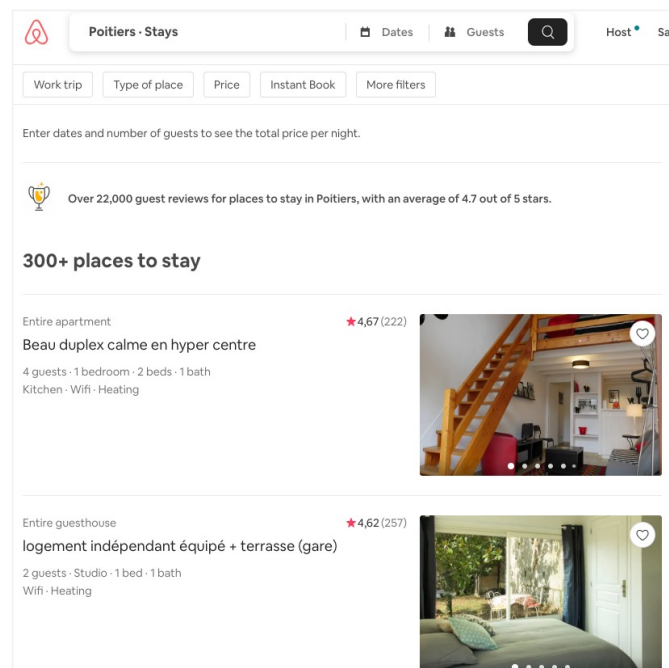 Poitiers · Stays
Dates
Guests
Host
Sa
Work trip
Type of place
Price
Instant Book
More filters
Enter dates and number of guests to see the total price per night.
Over 22,000 guest reviews for places to stay in Poitiers, with an average of 4.7 out of 5 stars.
300+ places to stay
Entire apartment
★4,67 (222)
Beau duplex calme en hyper centre
4 guests · 1 bedroom · 2 beds · 1 bath
Kitchen · Wifi · Heating
Entire guesthouse
★4,62 (257)
logement indépendant équipé + terrasse (gare)
2 guests · Studio · 1 bed · 1 bath
Wifi · Heating